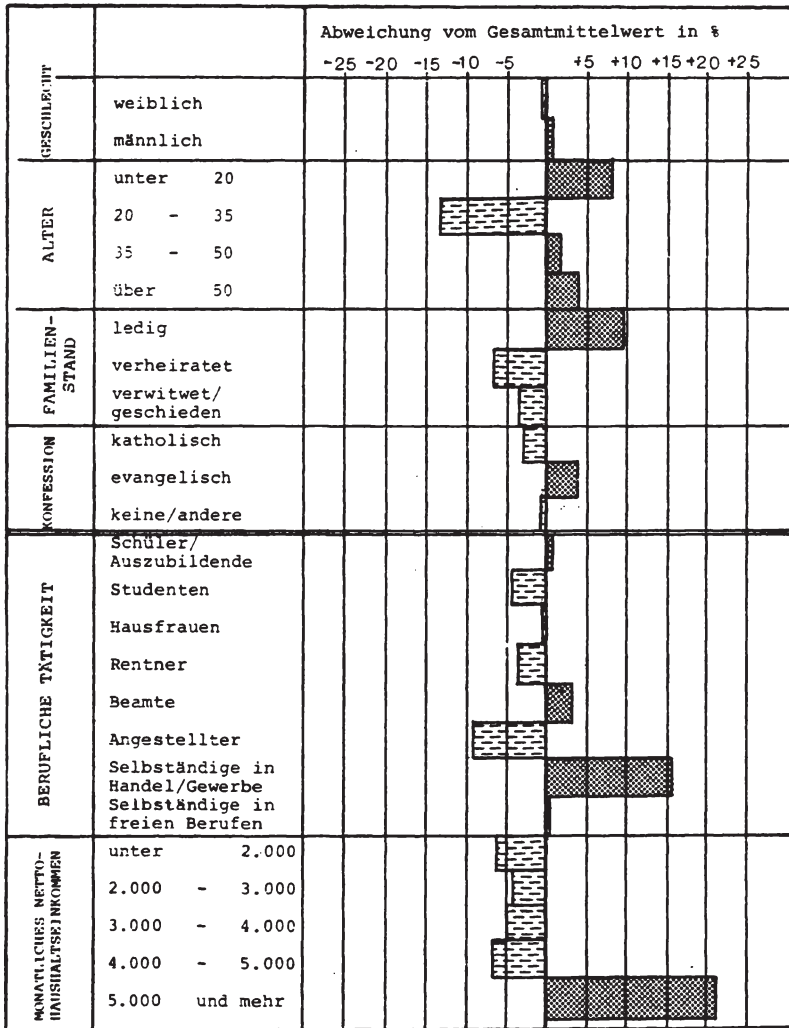 Abweichung vom Gesamtmittelwert in %
-25 -20 -10 -5 +5 +10 +15 +20 +25
GESCHLECHT
weiblich
männlich
ALTER
unter 20
20 - 35
35 - 50
über 50
FAMILIEN-
STAND
ledig
verheiratet
verwitwet/
geschieden
KONFESSION
katholisch
evangelisch
keine/andere
BERUFLICHE TÄTIGKEIT
Schüler/
Auszubildende
Studenten
Hausfrauen
Rentner
Beamte
Angestellter
Selbständige in
Handel/Gewerbe
Selbständige in
freien Berufen
MONATLICHES NETTO-
HAUSHALTSEINKOMMEN
unter 2.000
2.000 - 3.000
3.000 - 4.000
4.000 - 5.000
5.000 und mehr